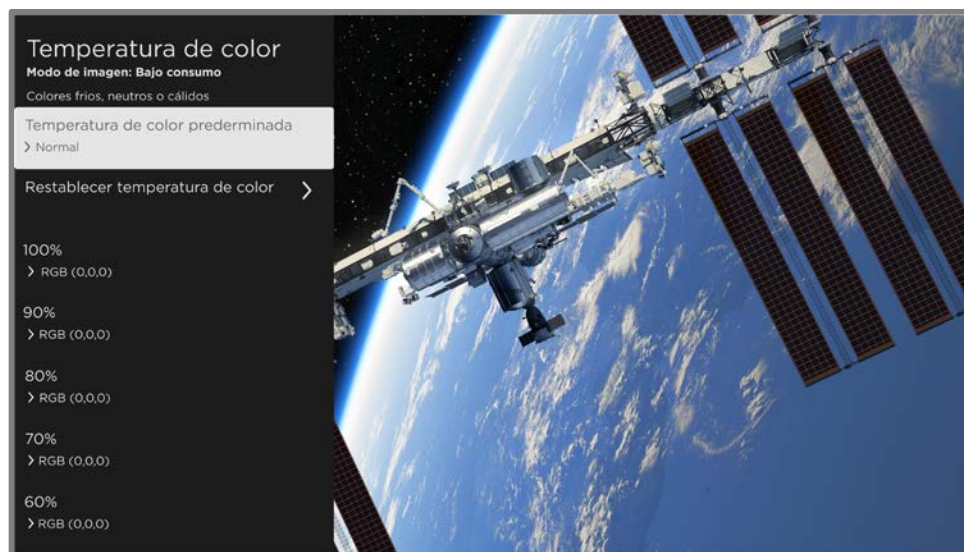 Temperatura de color
Modo de imagen: Bajo consumo
Colores frios, neutros o cálidos
Temperatura de color prederminada
> Normal
Restablecer temperatura de color >
100%
> RGB (0,0,0)
90%
> RGB (0,0,0)
80%
> RGB (0,0,0)
70%
> RGB (0,0,0)
60%
> RGB (0,0,0)